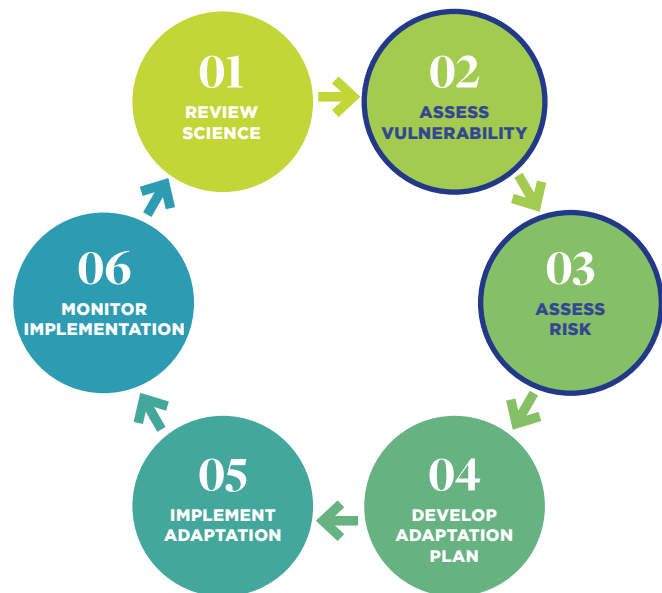 01
REVIEW
SCIENCE
02
ASSESS
VULNERABILITY
03
ASSESS
RISK
04
DEVELOP
ADAPTATION
PLAN
05
IMPLEMENT
ADAPTATION
06
MONITOR
IMPLEMENTATION